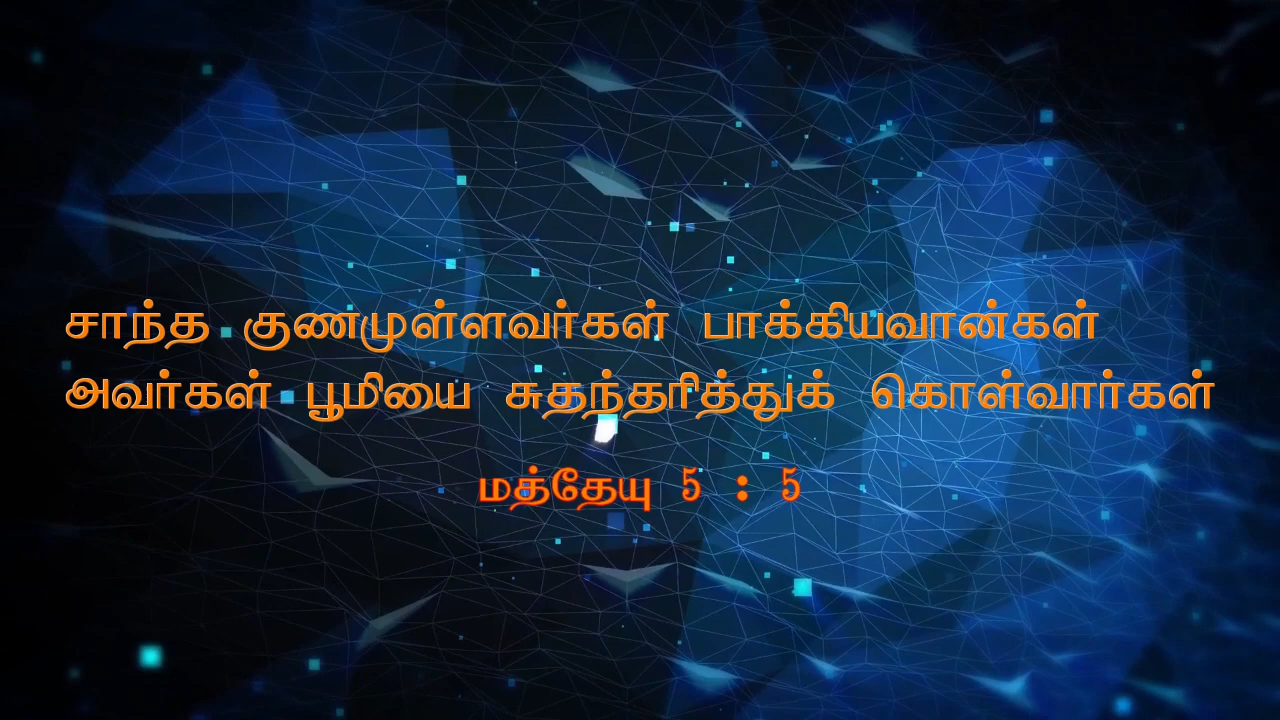 சாந்த குணமுள்ளவர்கள் பாக்கியவான்கள்
அவர்கள் பூமியை சுதந்தரித்துக் கொள்வார்கள்
மத்தேயு 5 : 5